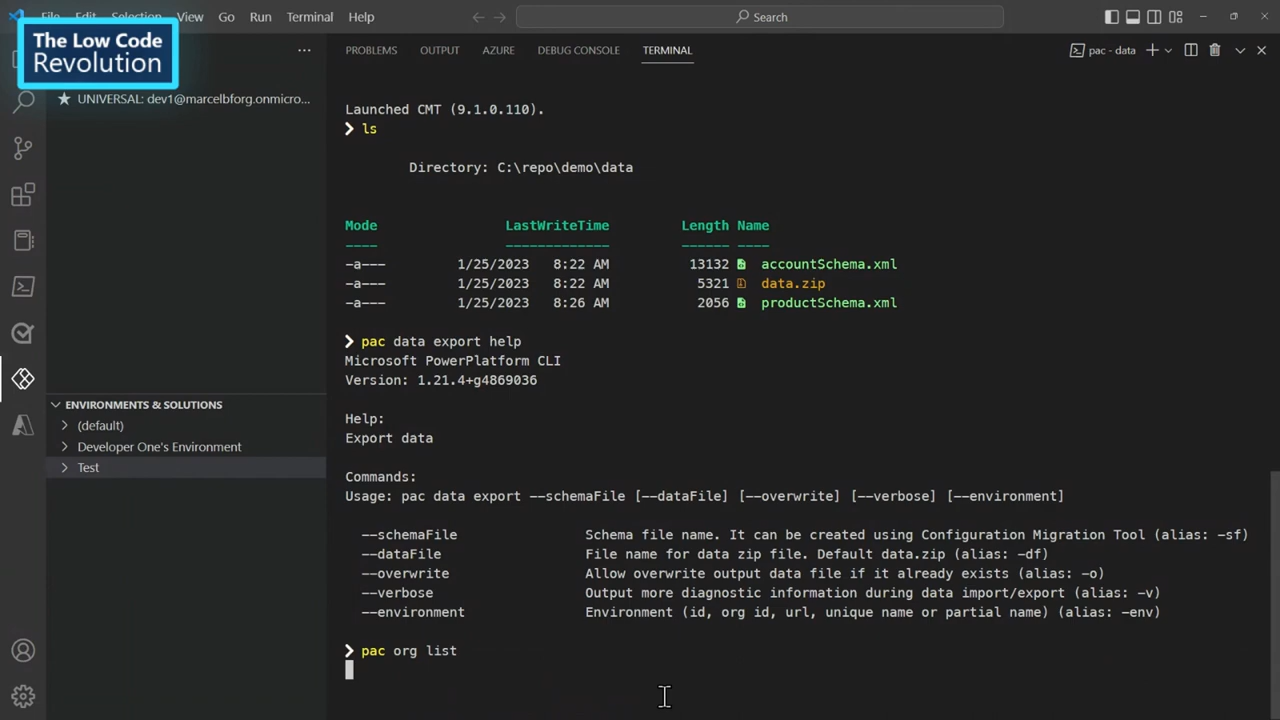 File Edit Selection View Go Run Terminal Help
Search
The Low Code
Revolution
PROBLEMS OUTPUT AZURE DEBUG CONSOLE TERMINAL
pac - data
UNIVERSAL: dev1@marcelbforg.onmicro...
Launched CMT (9.1.0.110).
❯ ls
Directory: C:\repo\demo\data
Mode LastWriteTime Length Name
---- ------------- ------ ----
-a--- 1/25/2023 8:22 AM 13132 accountSchema.xml
-a--- 1/25/2023 8:22 AM 5321 data.zip
-a--- 1/25/2023 8:26 AM 2056 productSchema.xml
❯ pac data export help
Microsoft PowerPlatform CLI
Version: 1.21.4+g4869036
Help:
Export data
Commands:
Usage: pac data export --schemaFile [--dataFile] [--overwrite] [--verbose] [--environment]
--schemaFile Schema file name. It can be created using Configuration Migration Tool (alias: -sf)
--dataFile File name for data zip file. Default data.zip (alias: -df)
--overwrite Allow overwrite output data file if it already exists (alias: -o)
--verbose Output more diagnostic information during data import/export (alias: -v)
--environment Environment (id, org id, url, unique name or partial name) (alias: -env)
❯ pac org list
ENVIRONMENTS & SOLUTIONS
(default)
Developer One's Environment
Test